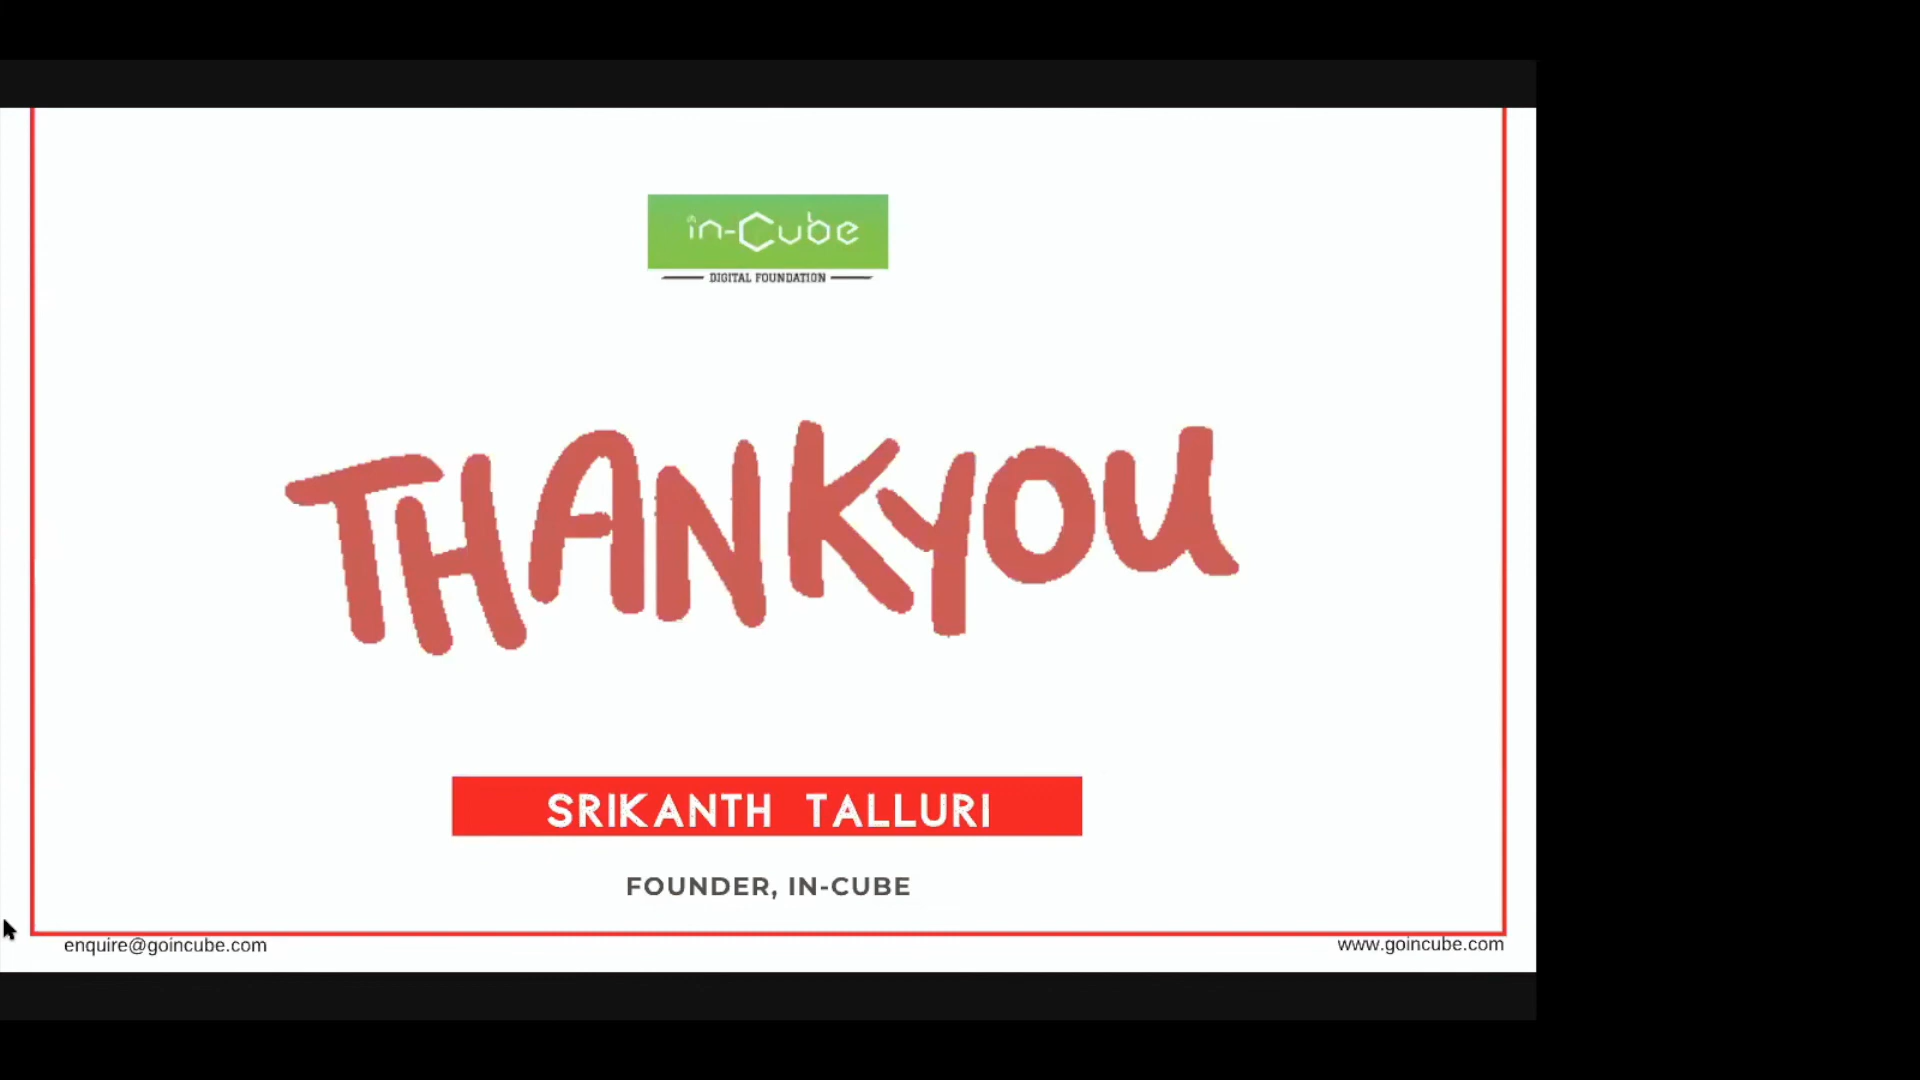 in-Cube
DIGITAL FOUNDATION
THANKYOU
SRIKANTH TALLURI
FOUNDER, IN-CUBE
enquire@goincube.com
www.goincube.com